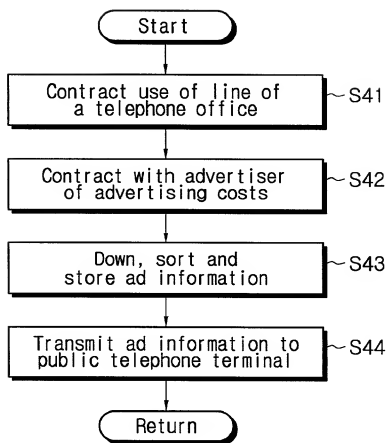 Start
Contract use of line of
a telephone office
S41
Contract with advertiser
of advertising costs
S42
Down, sort and
store ad information
S43
Transmit ad information to
public telephone terminal
S44
Return